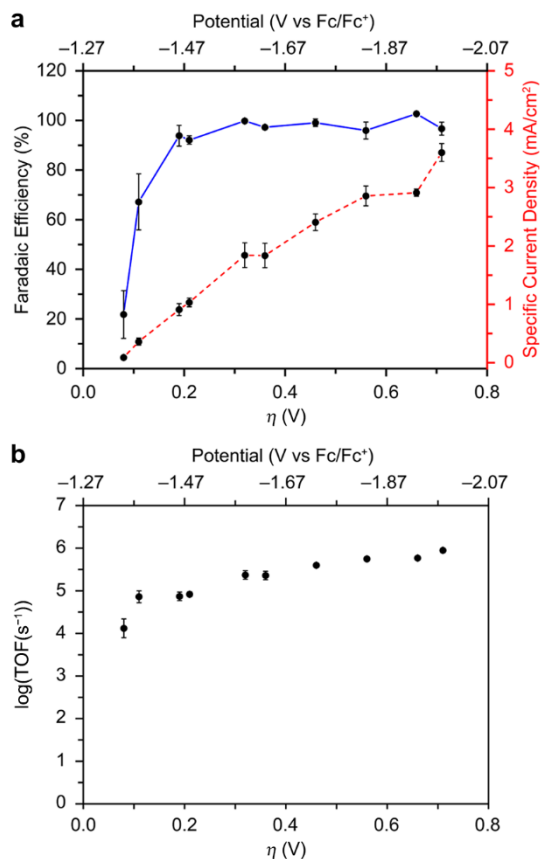 a
Potential (V vs Fc/Fc⁺)
−1.27 −1.47 −1.67 −1.87 −2.07
Faradaic Efficiency (%)
120
100
80
60
40
20
0
Specific Current Density (mA/cm²)
5
4
3
2
1
0
0.0 0.2 0.4 0.6 0.8
η (V)
b
Potential (V vs Fc/Fc⁺)
−1.27 −1.47 −1.67 −1.87 −2.07
log(TOF(s⁻¹))
7
6
5
4
3
2
1
0
0.0 0.2 0.4 0.6 0.8
η (V)